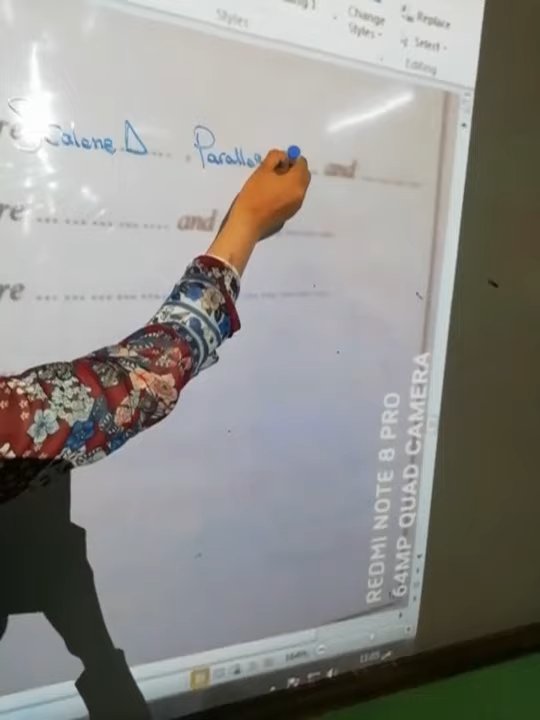 Styles
Change
Styles
Replace
Select
Editing
re Scalene Δ , Paralle and
re and
re
REDMI NOTE 8 PRO
64MP QUAD CAMERA